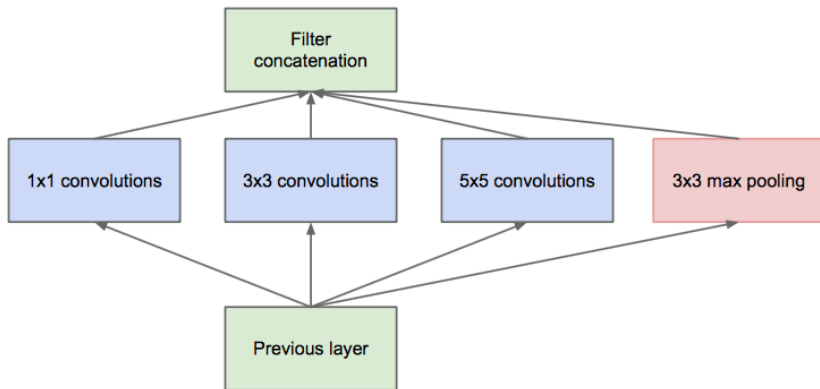 Filter
concatenation
1x1 convolutions
3x3 convolutions
5x5 convolutions
3x3 max pooling
Previous layer